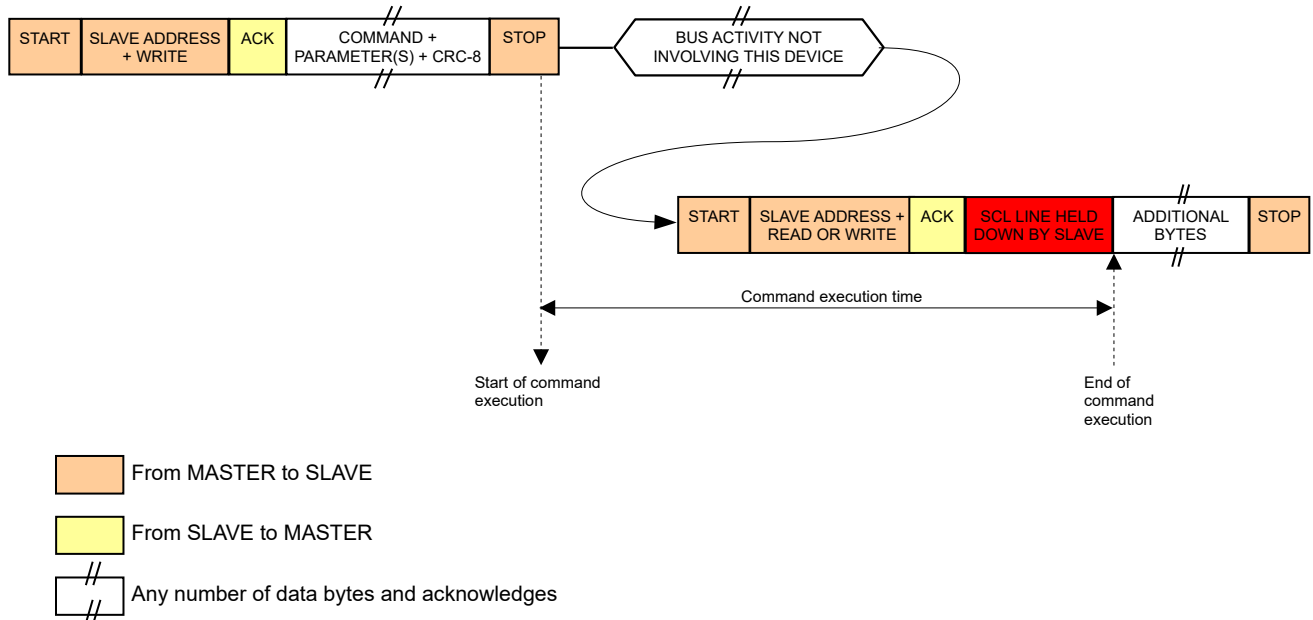 START
SLAVE ADDRESS
+ WRITE
ACK
COMMAND +
PARAMETER(S) + CRC-8
STOP
BUS ACTIVITY NOT
INVOLVING THIS DEVICE
START
SLAVE ADDRESS +
READ OR WRITE
ACK
SCL LINE HELD
DOWN BY SLAVE
ADDITIONAL
BYTES
STOP
Command execution time
Start of command
execution
End of
command
execution
From MASTER to SLAVE
From SLAVE to MASTER
Any number of data bytes and acknowledges